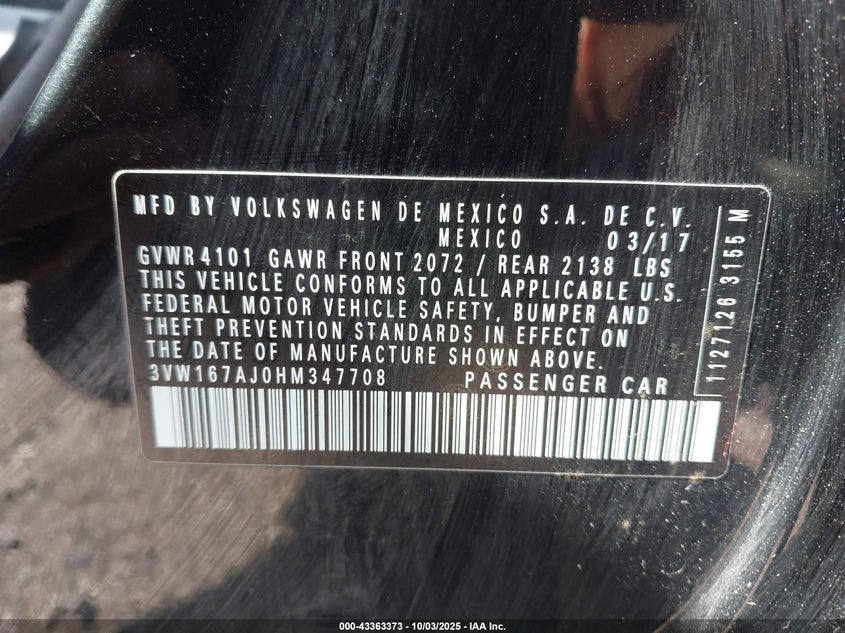 MFD BY VOLKSWAGEN DE MEXICO S.A. DE C.V.
MEXICO 03/17
GVWR 4101 GAWR FRONT 2072 / REAR 2138 LBS
THIS VEHICLE CONFORMS TO ALL APPLICABLE U.S.
FEDERAL MOTOR VEHICLE SAFETY, BUMPER AND
THEFT PREVENTION STANDARDS IN EFFECT ON
THE DATE OF MANUFACTURE SHOWN ABOVE.
3VW167AJ0HM347708 PASSENGER CAR
1127126 3155 M
000-43363373 - 10/03/2025 - IAA Inc.